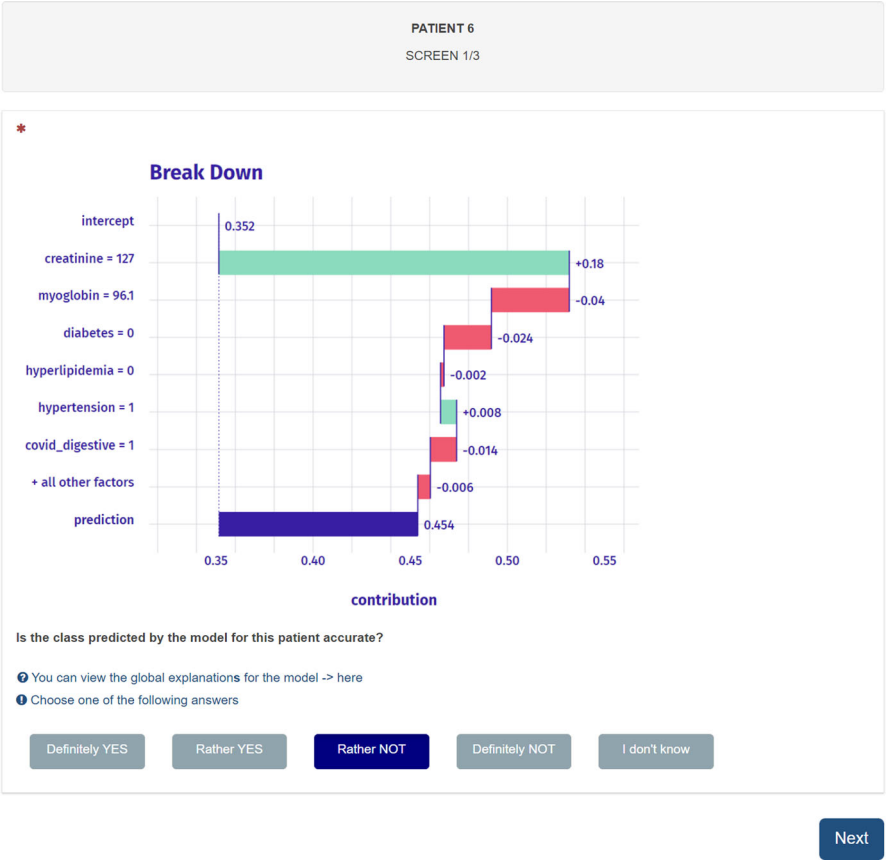 PATIENT 6
SCREEN 1/3
*
Break Down
intercept 0.352
creatinine = 127 +0.18
myoglobin = 96.1 -0.04
diabetes = 0 -0.024
hyperlipidemia = 0 -0.002
hypertension = 1 +0.008
covid_digestive = 1 -0.014
+ all other factors -0.006
prediction 0.454
0.35 0.40 0.45 0.50 0.55
contribution
Is the class predicted by the model for this patient accurate?
? You can view the global explanations for the model -> here
! Choose one of the following answers
Definitely YES Rather YES Rather NOT Definitely NOT I don't know
Next